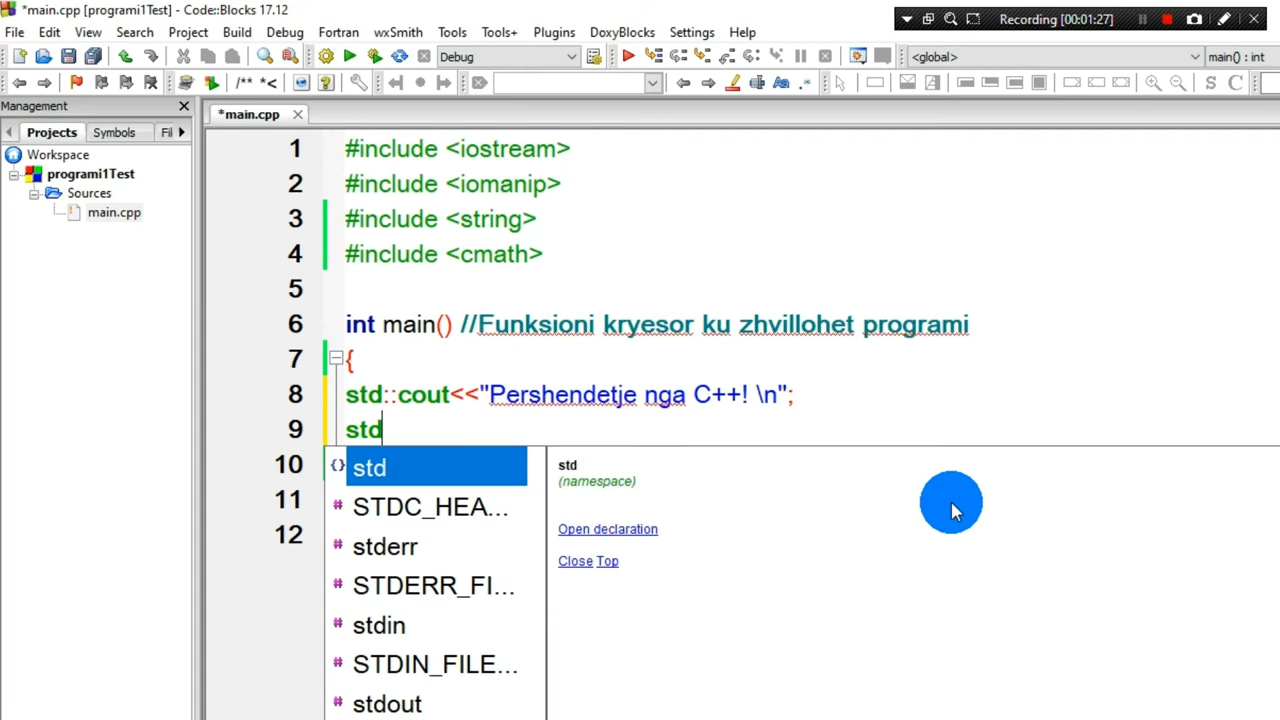 *main.cpp [programi1Test] - Code::Blocks 17.12
Recording [00:01:27]
File Edit View Search Project Build Debug Fortran wxSmith Tools Tools+ Plugins DoxyBlocks Settings Help
Debug <global> main() : int
/** *< Aa .* S C
Management
*main.cpp
Projects Symbols Fil
Workspace
programi1Test
Sources
main.cpp
1 #include <iostream>
2 #include <iomanip>
3 #include <string>
4 #include <cmath>
5
6 int main() //Funksioni kryesor ku zhvillohet programi
7 {
8 std::cout<<"Pershendetje nga C++! \n";
9 std
10
11
12
{} std
# STDC_HEA...
# stderr
# STDERR_FI...
# stdin
# STDIN_FILE...
# stdout
std
(namespace)
Open declaration
Close Top